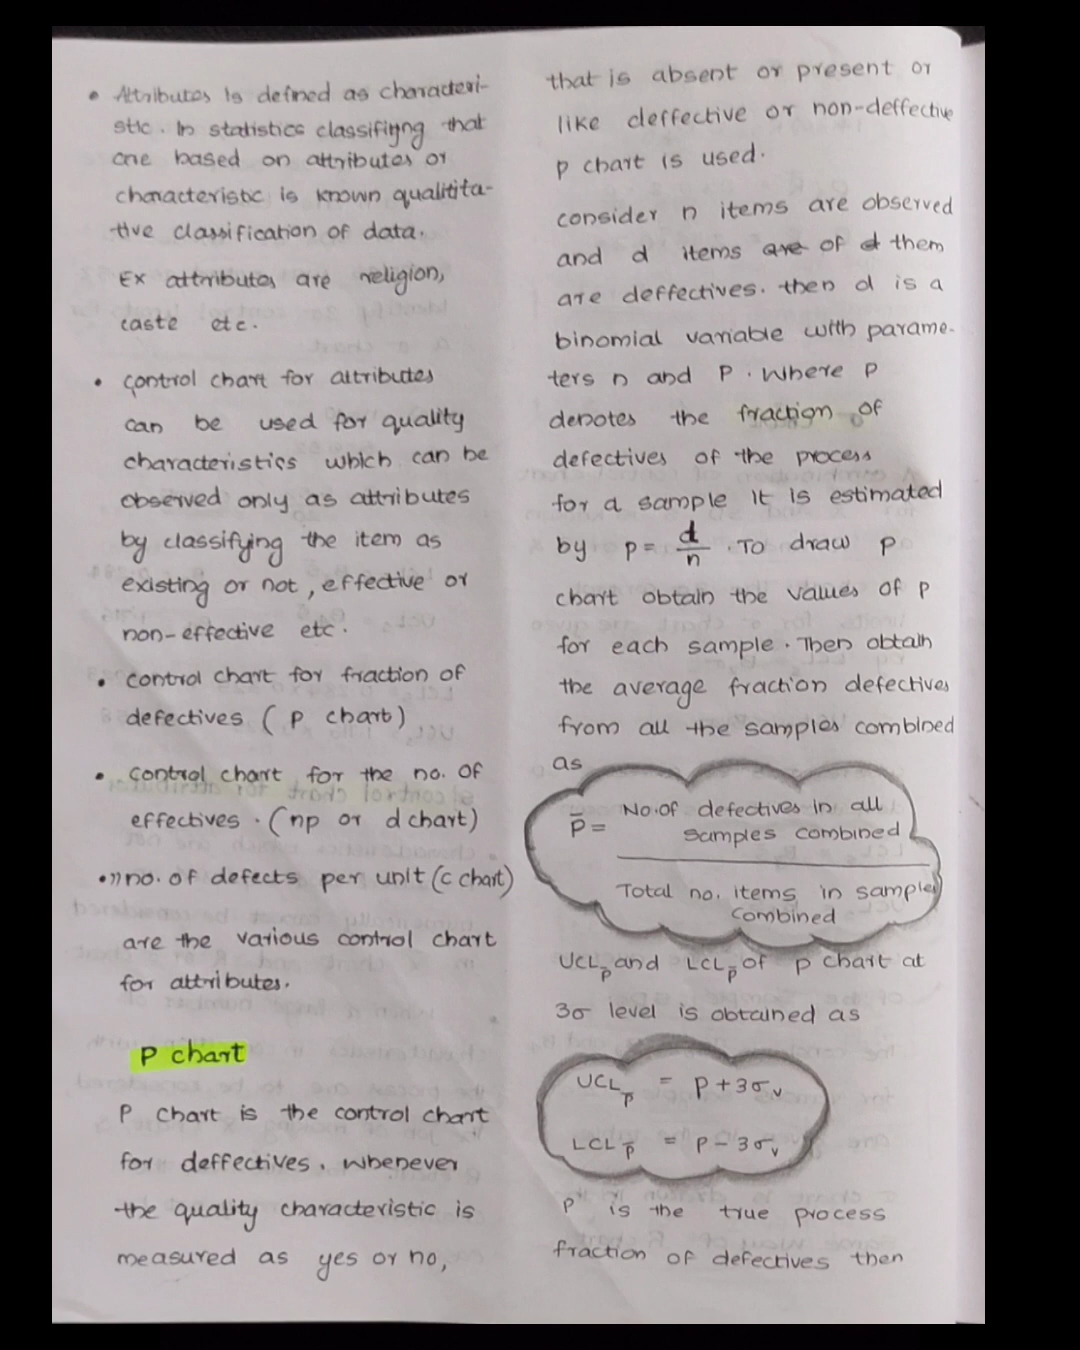 • Attributes is defined as characteri-
stic. In statistics classifiyng that
one based on attributes or
characteristic is known qualitita-
tive classification of data.
Ex attributes are religion,
caste etc.
• control chart for attributes
can be used for quality
characteristics which can be
observed only as attributes
by classifying the item as
existing or not, effective or
non-effective etc.
• control chart for fraction of
defectives (P chart)
• control chart for the no. of
effectives. (np or d chart)
• " no. of defects per unit (c chart)
are the various control chart
for attributes.
P chart
P chart is the control chart
for deffectives. Whenever
the quality characteristic is
measured as yes or no,
that is absent or present or
like deffective or non-deffective
p chart is used.
consider n items are observed
and d items are of d them
are deffectives. then d is a
binomial variable with parame-
ters n and P. Where P
denotes the fraction of
defectives of the process
for a sample It is estimated
by p = d/n. To draw p
chart obtain the values of p
for each sample. Then obtain
the average fraction defectives
from all the samples combined
as
P̄ = No.of defectives in all
samples combined
Total no. items in samples
combined
UCLp and LCLp̄ of p chart at
3σ level is obtained as
UCLp = P + 3σv
LCLp̄ = P - 3σv
P* is the true process
fraction of defectives then